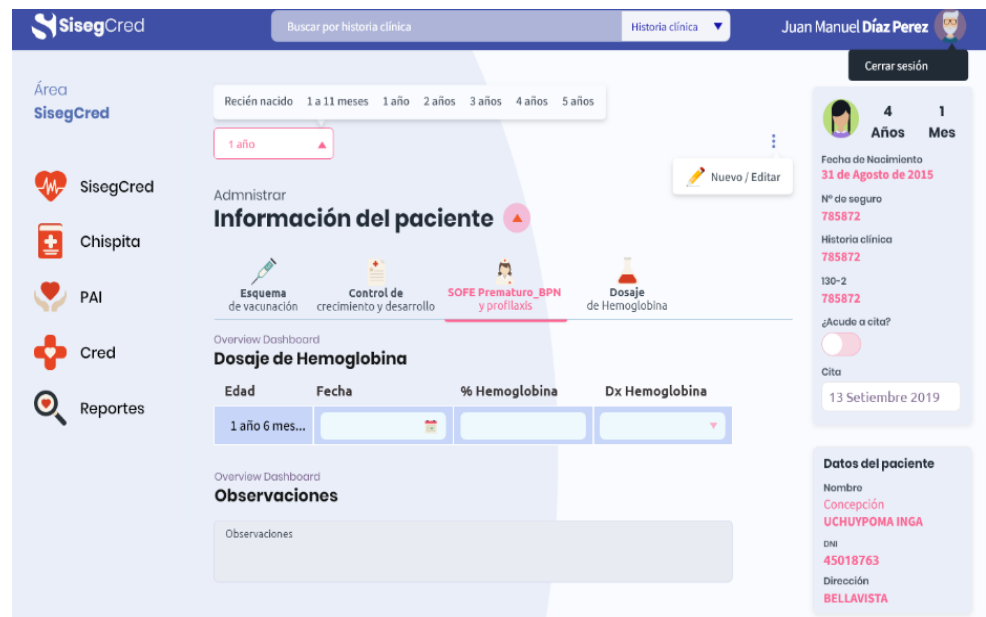 SisegCred
Buscar por historia clínica
Historia clínica
Juan Manuel Díaz Perez
Cerrar sesión
Área
SisegCred
SisegCred
Chispita
PAI
Cred
Reportes
Recién nacido 1 a 11 meses 1 año 2 años 3 años 4 años 5 años
1 año
Nuevo / Editar
Admnistrar
Información del paciente
Esquema
de vacunación
Control de
crecimiento y desarrollo
SOFE Prematuro_BPN
y profilaxis
Dosaje
de Hemoglobina
Overview Dashboard
Dosaje de Hemoglobina
Edad Fecha % Hemoglobina Dx Hemoglobina
1 año 6 mes...
Overview Dashboard
Observaciones
Observaciones
4 1
Años Mes
Fecha de Nacimiento
31 de Agosto de 2015
Nº de seguro
785872
Historia clínica
785872
130-2
785872
¿Acude a cita?
Cita
13 Setiembre 2019
Datos del paciente
Nombre
Concepción
UCHUYPOMA INGA
DNI
45018763
Dirección
BELLAVISTA